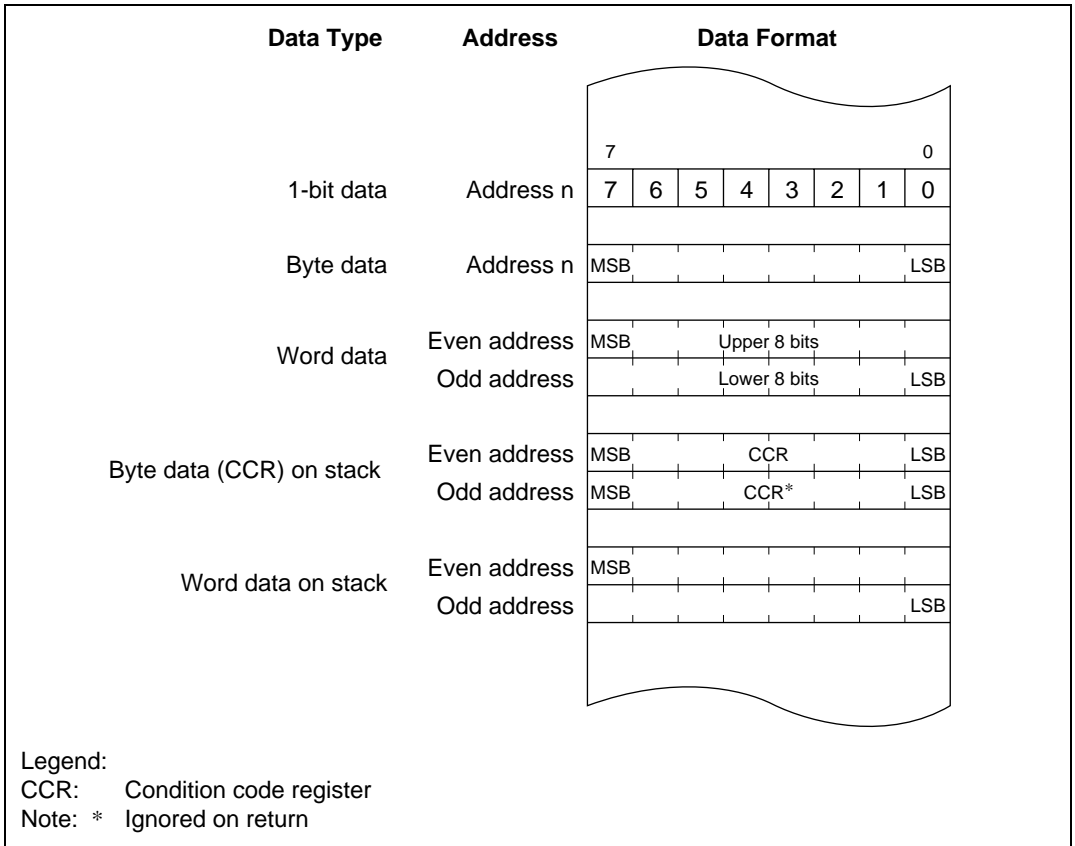 Data Type Address Data Format
7 0
1-bit data Address n 7 6 5 4 3 2 1 0
Byte data Address n MSB LSB
Word data
Even address MSB Upper 8 bits
Odd address Lower 8 bits LSB
Byte data (CCR) on stack
Even address MSB CCR LSB
Odd address MSB CCR* LSB
Word data on stack
Even address MSB
Odd address LSB
Legend:
CCR: Condition code register
Note: * Ignored on return